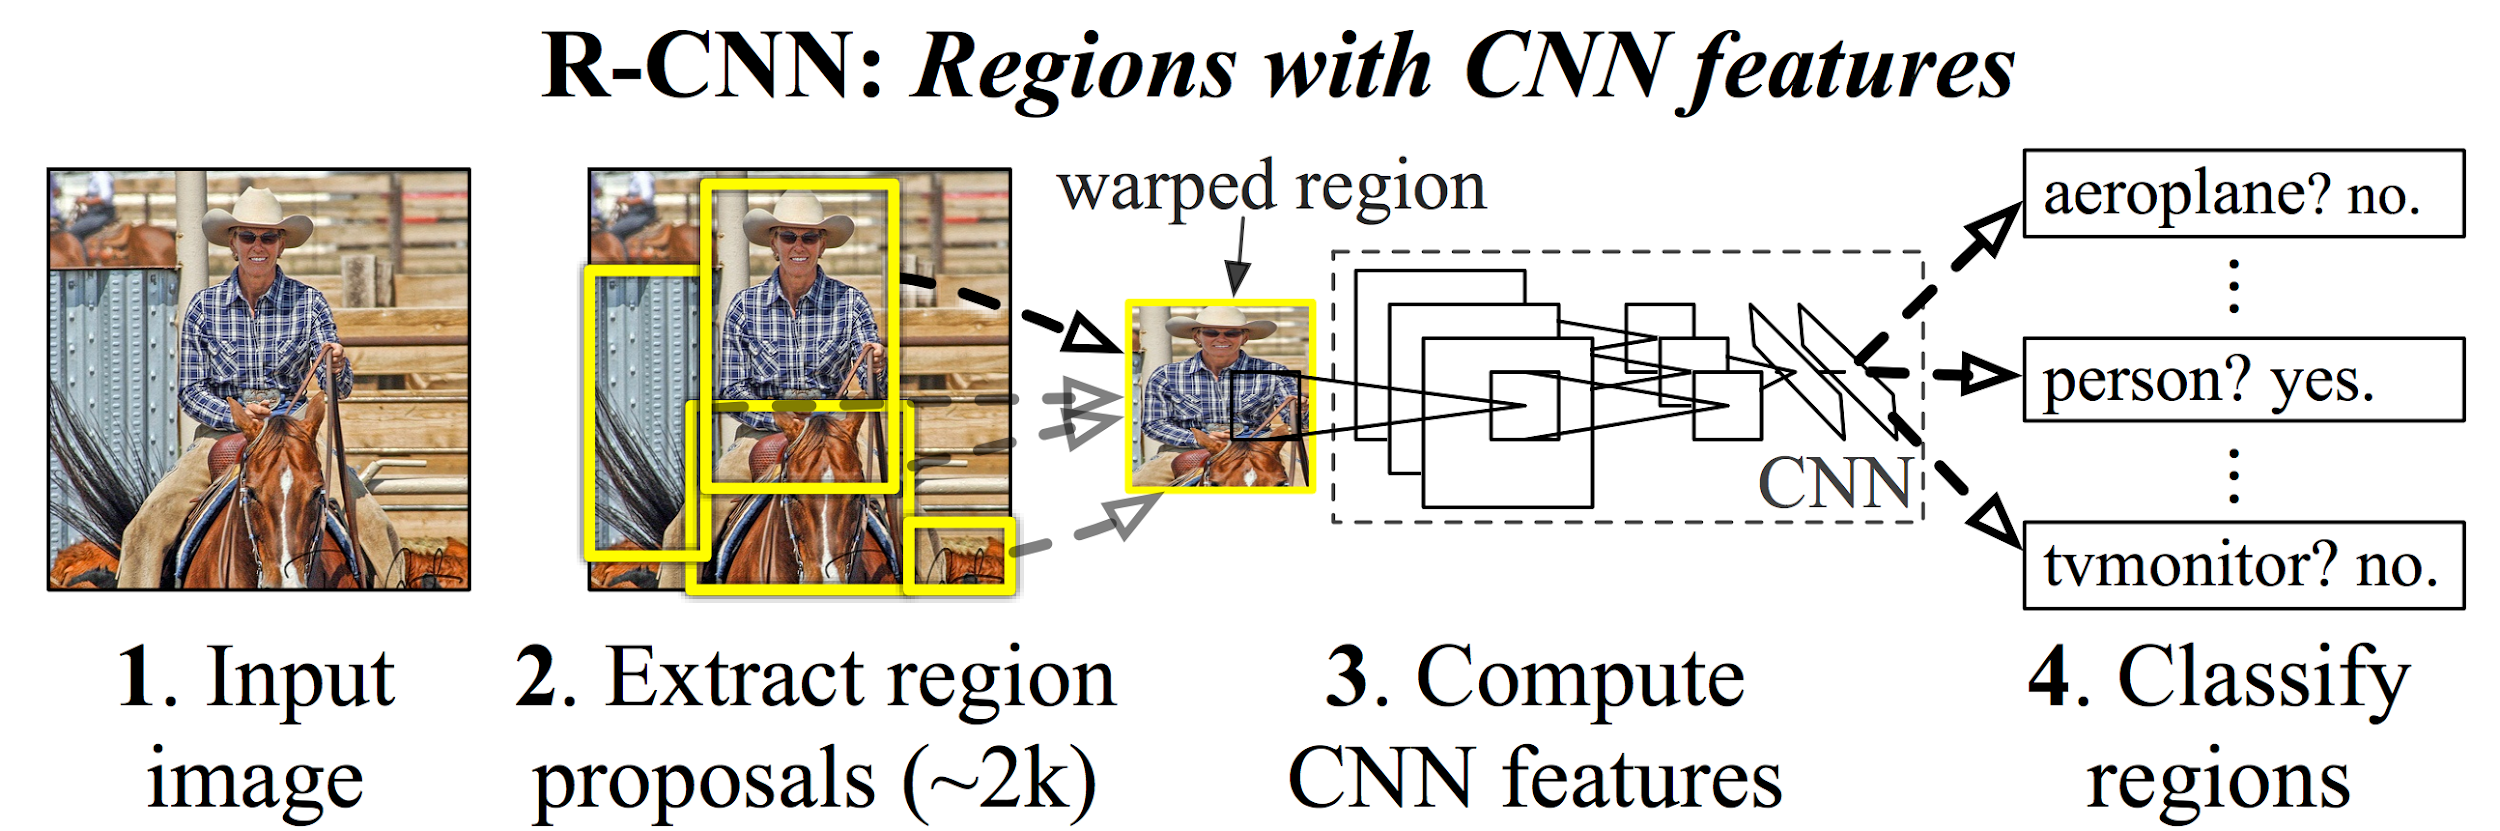 R-CNN: Regions with CNN features
warped region
aeroplane? no.
person? yes.
CNN
tvmonitor? no.
1. Input
image
2. Extract region
proposals (~2k)
3. Compute
CNN features
4. Classify
regions